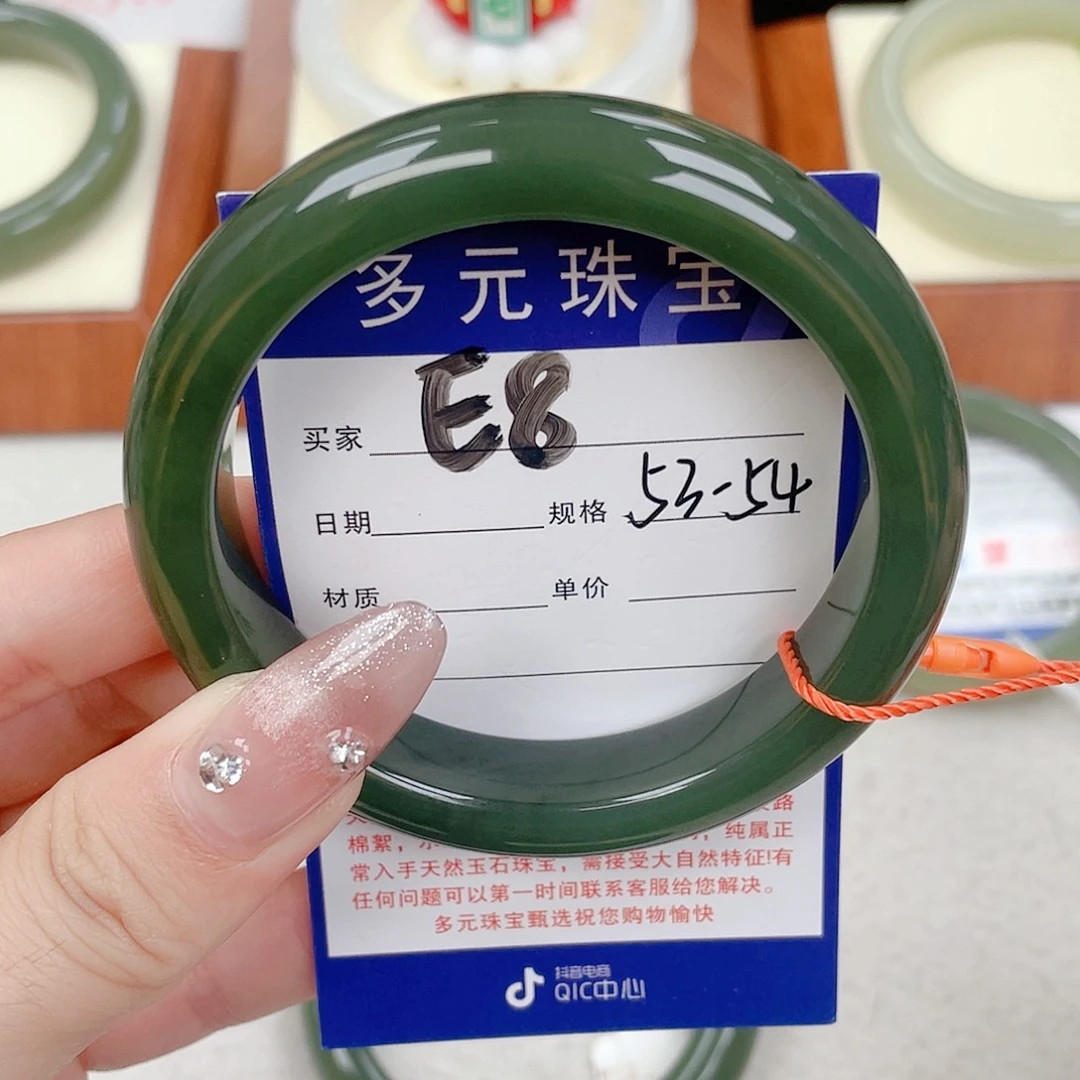 多元珠宝
E8
买家
日期 规格 53-54
材质 单价
路
棉絮，纯属正
常入手天然玉石珠宝，需接受大自然特征!有
任何问题可以第一时间联系客服给您解决。
多元珠宝甄选祝您购物愉快
抖音电商
QIC中心